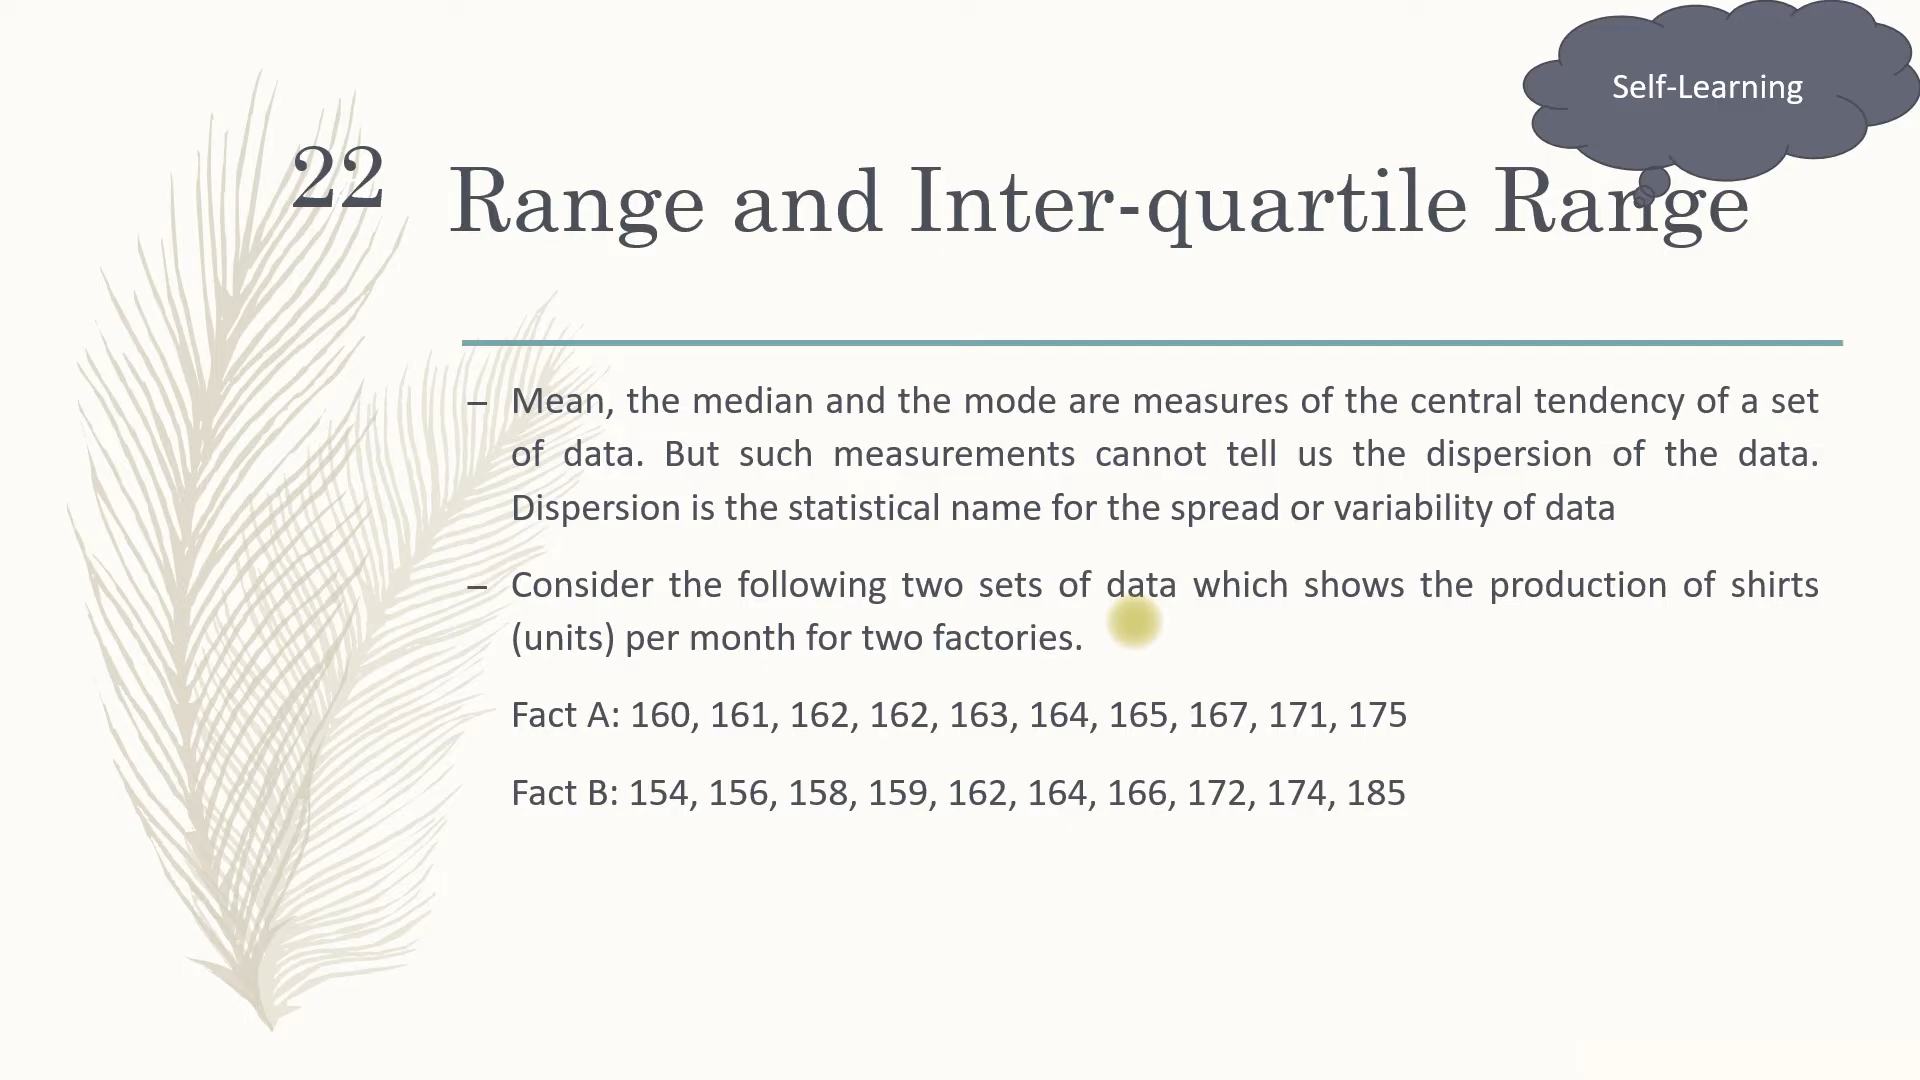 Self-Learning
22
Range and Inter-quartile Range
– Mean, the median and the mode are measures of the central tendency of a set
of data. But such measurements cannot tell us the dispersion of the data.
Dispersion is the statistical name for the spread or variability of data
– Consider the following two sets of data which shows the production of shirts
(units) per month for two factories.
Fact A: 160, 161, 162, 162, 163, 164, 165, 167, 171, 175
Fact B: 154, 156, 158, 159, 162, 164, 166, 172, 174, 185